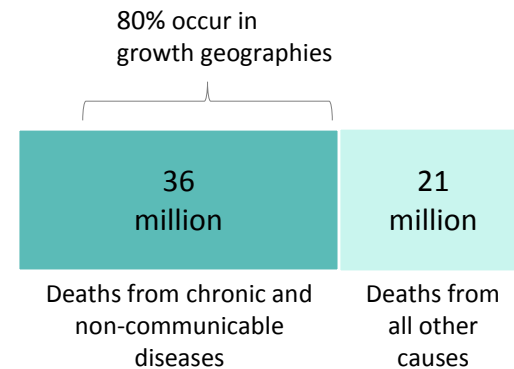 80% occur in
growth geographies
36
million
21
million
Deaths from chronic and
non-communicable
diseases
Deaths from
all other
causes